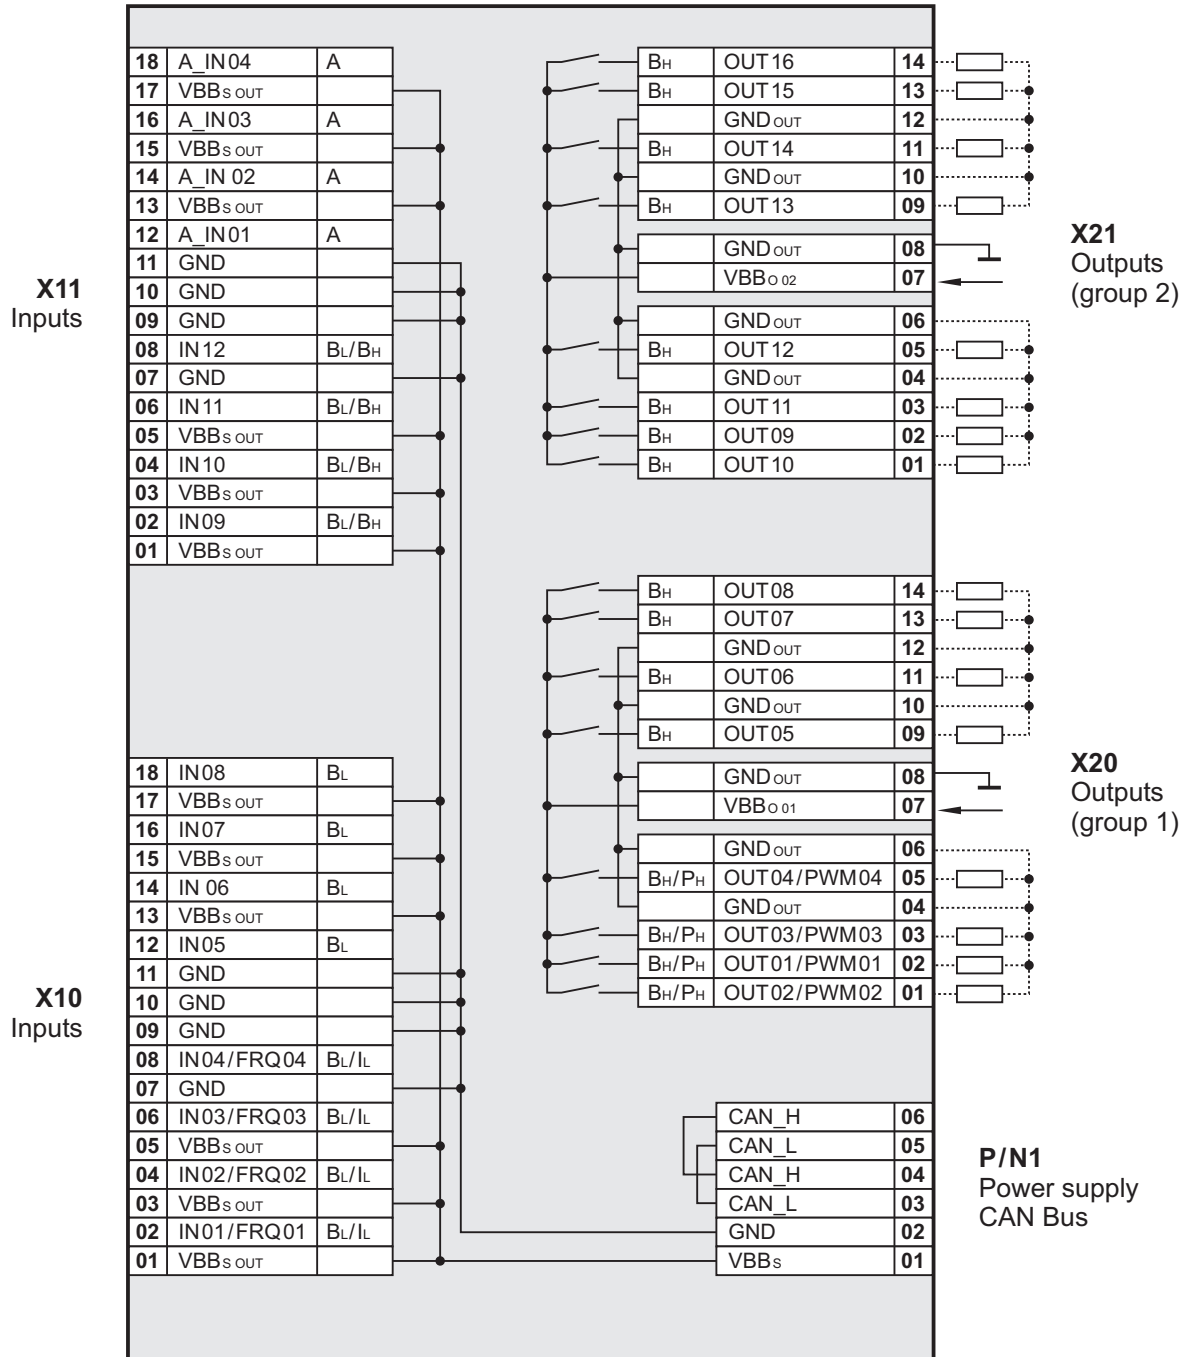 X11
Inputs
18 A_IN04 A
17 VBBS OUT
16 A_IN03 A
15 VBBS OUT
14 A_IN 02 A
13 VBBS OUT
12 A_IN01 A
11 GND
10 GND
09 GND
08 IN12 BL/BH
07 GND
06 IN11 BL/BH
05 VBBS OUT
04 IN10 BL/BH
03 VBBS OUT
02 IN09 BL/BH
01 VBBS OUT
X10
Inputs
18 IN08 BL
17 VBBS OUT
16 IN07 BL
15 VBBS OUT
14 IN 06 BL
13 VBBS OUT
12 IN05 BL
11 GND
10 GND
09 GND
08 IN04/FRQ04 BL/IL
07 GND
06 IN03/FRQ03 BL/IL
05 VBBS OUT
04 IN02/FRQ02 BL/IL
03 VBBS OUT
02 IN01/FRQ01 BL/IL
01 VBBS OUT
BH OUT16 14
BH OUT15 13
GNDOUT 12
BH OUT14 11
GNDOUT 10
BH OUT13 09
GNDOUT 08
VBBO 02 07
GNDOUT 06
BH OUT12 05
GNDOUT 04
BH OUT11 03
BH OUT09 02
BH OUT10 01
X21
Outputs
(group 2)
BH OUT08 14
BH OUT07 13
GNDOUT 12
BH OUT06 11
GNDOUT 10
BH OUT05 09
GNDOUT 08
VBBO 01 07
GNDOUT 06
BH/PH OUT04/PWM04 05
GNDOUT 04
BH/PH OUT03/PWM03 03
BH/PH OUT01/PWM01 02
BH/PH OUT02/PWM02 01
X20
Outputs
(group 1)
CAN_H 06
CAN_L 05
CAN_H 04
CAN_L 03
GND 02
VBBS 01
P/N1
Power supply
CAN Bus